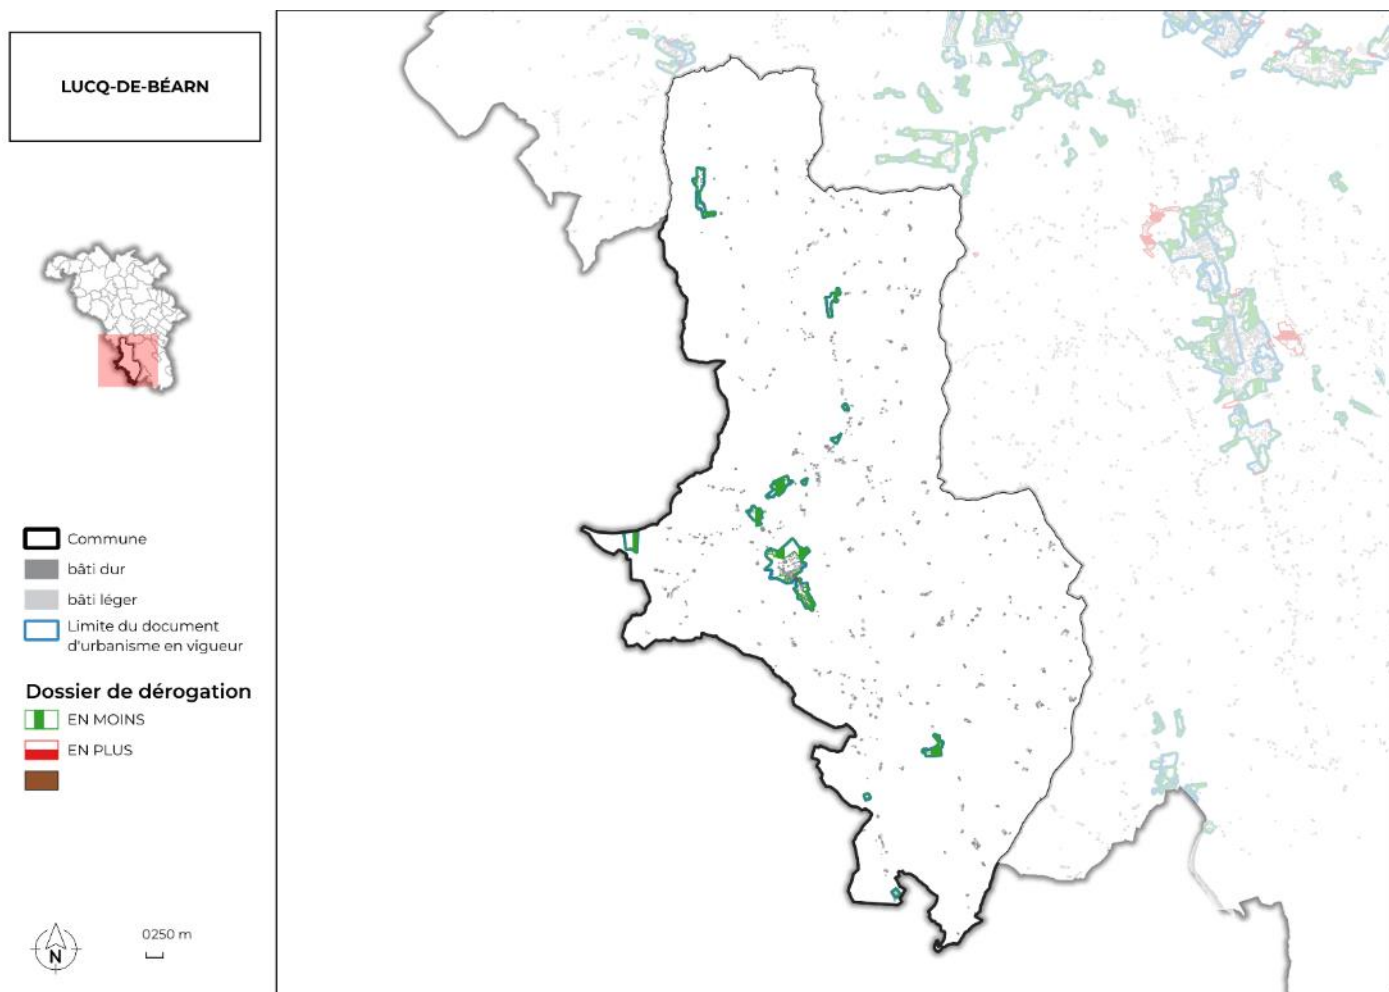 LUCQ-DE-BÉARN
Commune
bâti dur
bâti léger
Limite du document
d'urbanisme en vigueur
Dossier de dérogation
EN MOINS
EN PLUS
N
0250 m